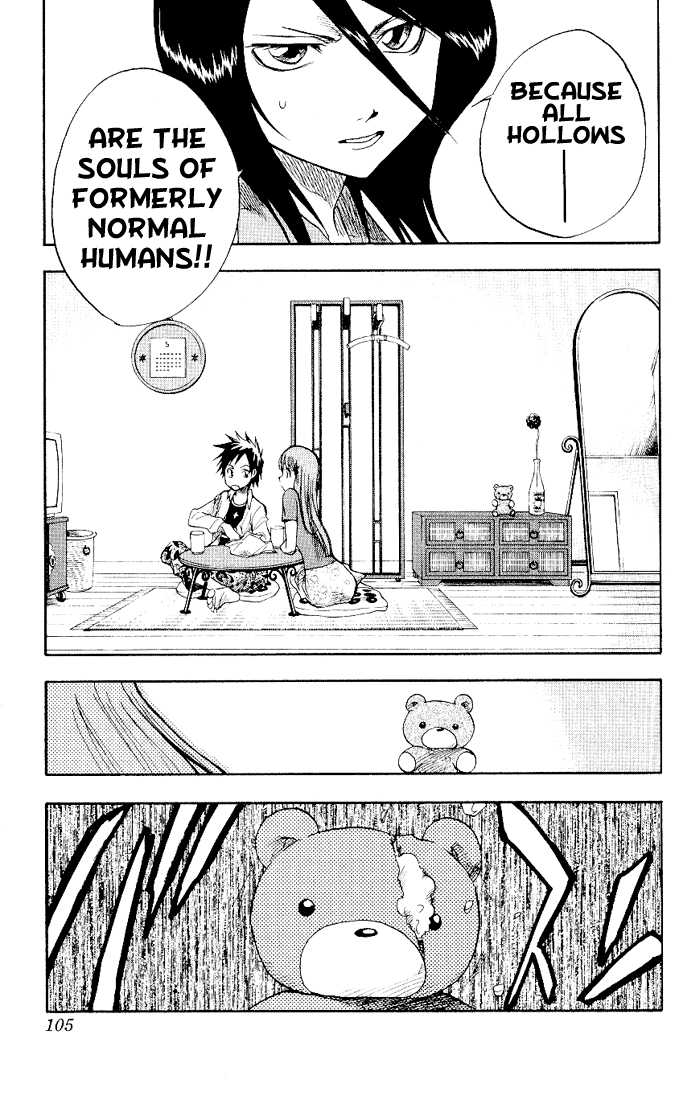 BECAUSE
ALL
HOLLOWS
—
ARE THE
SOULS OF
FORMERLY
NORMAL
HUMANS!!
105